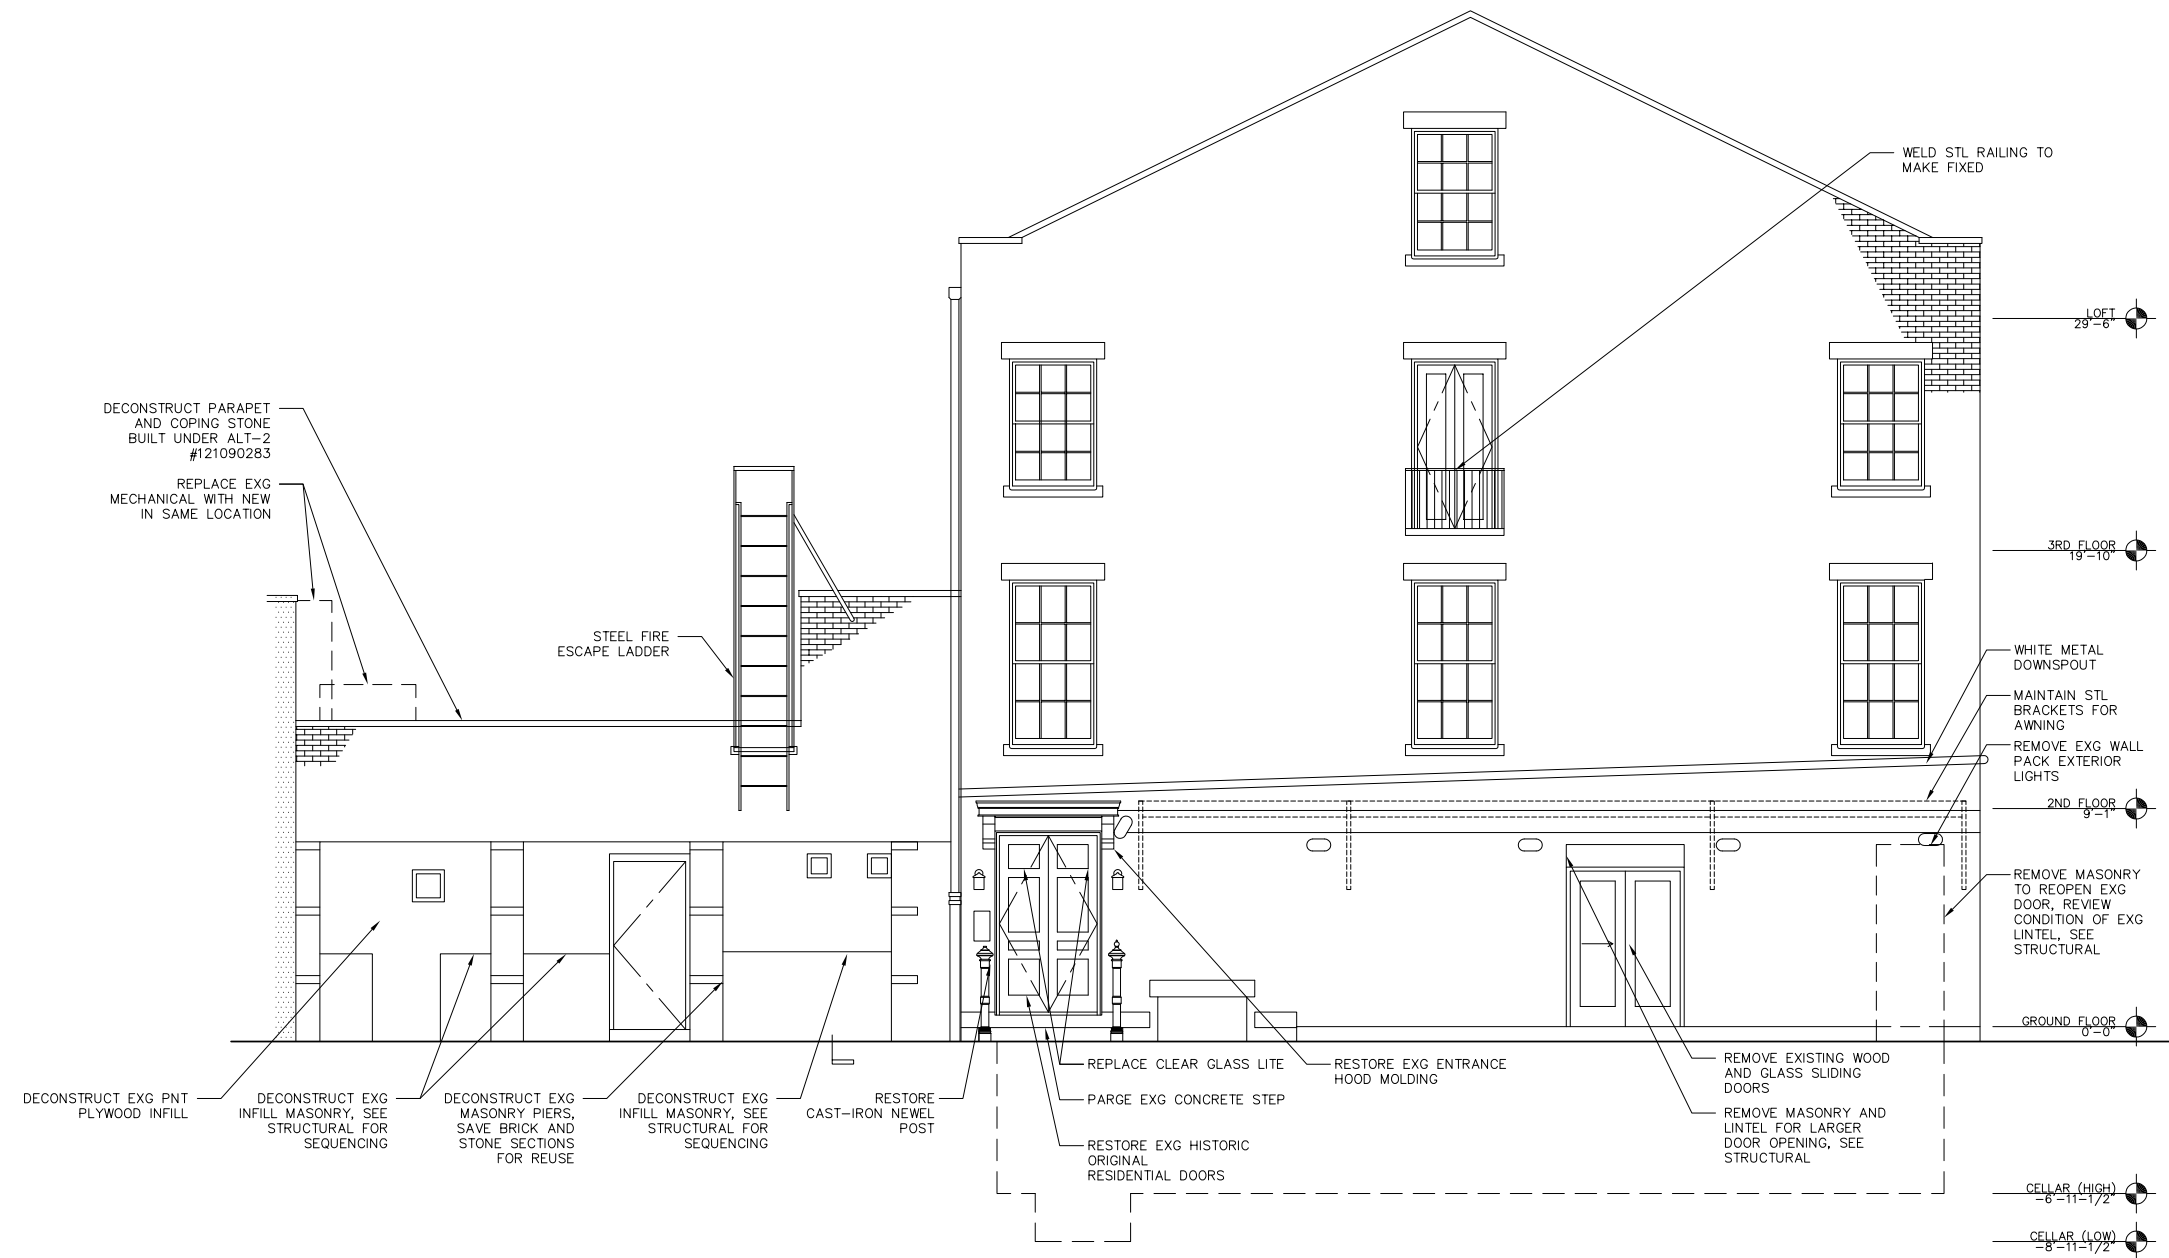 WELD STL RAILING TO
MAKE FIXED
LOFT
29'-6"
DECONSTRUCT PARAPET
AND COPING STONE
BUILT UNDER ALT-2
#121090283
REPLACE EXG
MECHANICAL WITH NEW
IN SAME LOCATION
3RD FLOOR
19'-10"
STEEL FIRE
ESCAPE LADDER
WHITE METAL
DOWNSPOUT
MAINTAIN STL
BRACKETS FOR
AWNING
REMOVE EXG WALL
PACK EXTERIOR
LIGHTS
2ND FLOOR
9'-1"
REMOVE MASONRY
TO REOPEN EXG
DOOR, REVIEW
CONDITION OF EXG
LINTEL, SEE
STRUCTURAL
GROUND FLOOR
0'-0"
DECONSTRUCT EXG PNT
PLYWOOD INFILL
DECONSTRUCT EXG
INFILL MASONRY, SEE
STRUCTURAL FOR
SEQUENCING
DECONSTRUCT EXG
MASONRY PIERS,
SAVE BRICK AND
STONE SECTIONS
FOR REUSE
DECONSTRUCT EXG
INFILL MASONRY, SEE
STRUCTURAL FOR
SEQUENCING
RESTORE
CAST-IRON NEWEL
POST
REPLACE CLEAR GLASS LITE
PARGE EXG CONCRETE STEP
RESTORE EXG HISTORIC
ORIGINAL
RESIDENTIAL DOORS
RESTORE EXG ENTRANCE
HOOD MOLDING
REMOVE EXISTING WOOD
AND GLASS SLIDING
DOORS
REMOVE MASONRY AND
LINTEL FOR LARGER
DOOR OPENING, SEE
STRUCTURAL
CELLAR (HIGH)
-6'-11-1/2"
CELLAR (LOW)
-8'-11-1/2"